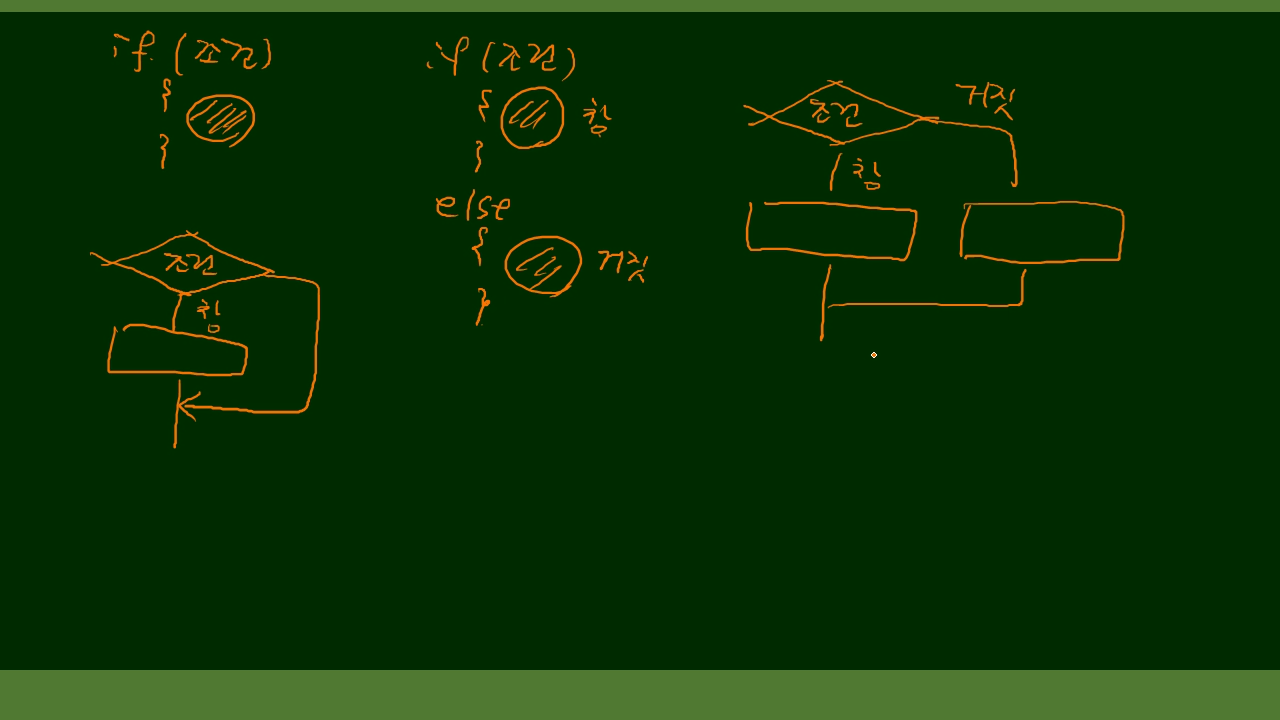 if (조건)
{
}
조건
참
if (조건)
{ 참
}
else
{ 거짓
}
조건 거짓
참